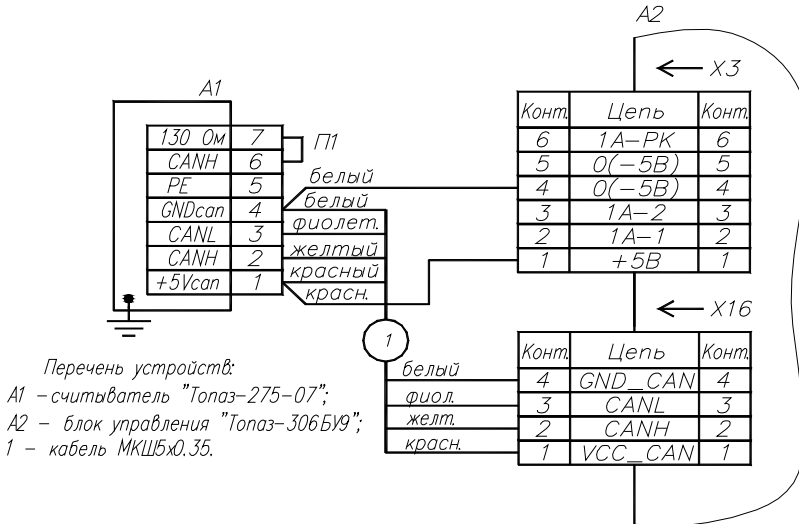 A2
X3
A1
Конт. Цепь Конт.
6 1A-PK 6
5 0(-5В) 5
4 0(-5В) 4
3 1A-2 3
2 1A-1 2
1 +5В 1
130 Ом 7
CANH 6
PE 5
GNDcan 4
CANL 3
CANH 2
+5Vcan 1
П1
белый
белый
фиолет.
желтый
красный
красн.
X16
1
Конт. Цепь Конт.
4 GND_CAN 4
3 CANL 3
2 CANH 2
1 VCC_CAN 1
белый
фиол.
желт.
красн.
Перечень устройств:
А1 – считыватель "Топаз-275-07";
А2 – блок управления "Топаз-306БУ9";
1 – кабель МКШ5х0.35.